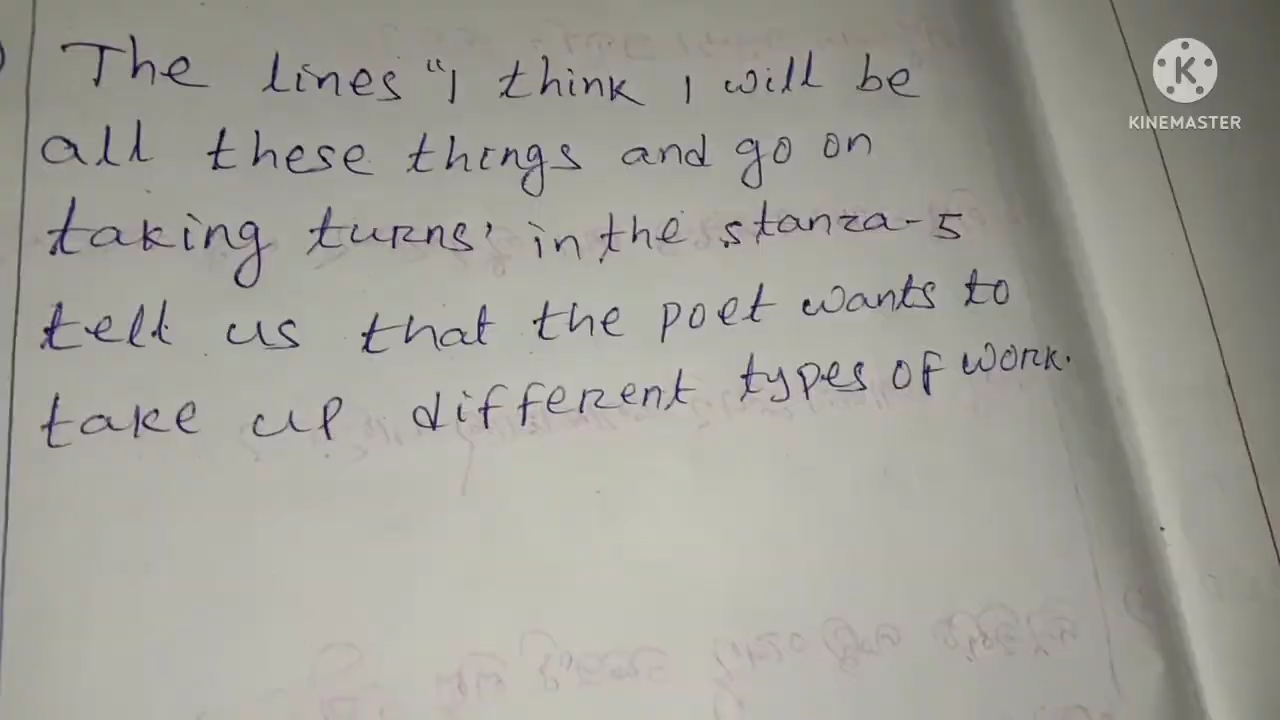 The lines "I think I will be
all these things and go on
taking turns' in the stanza-5
tell us that the poet wants to
take up different types of work.
K
KINEMASTER